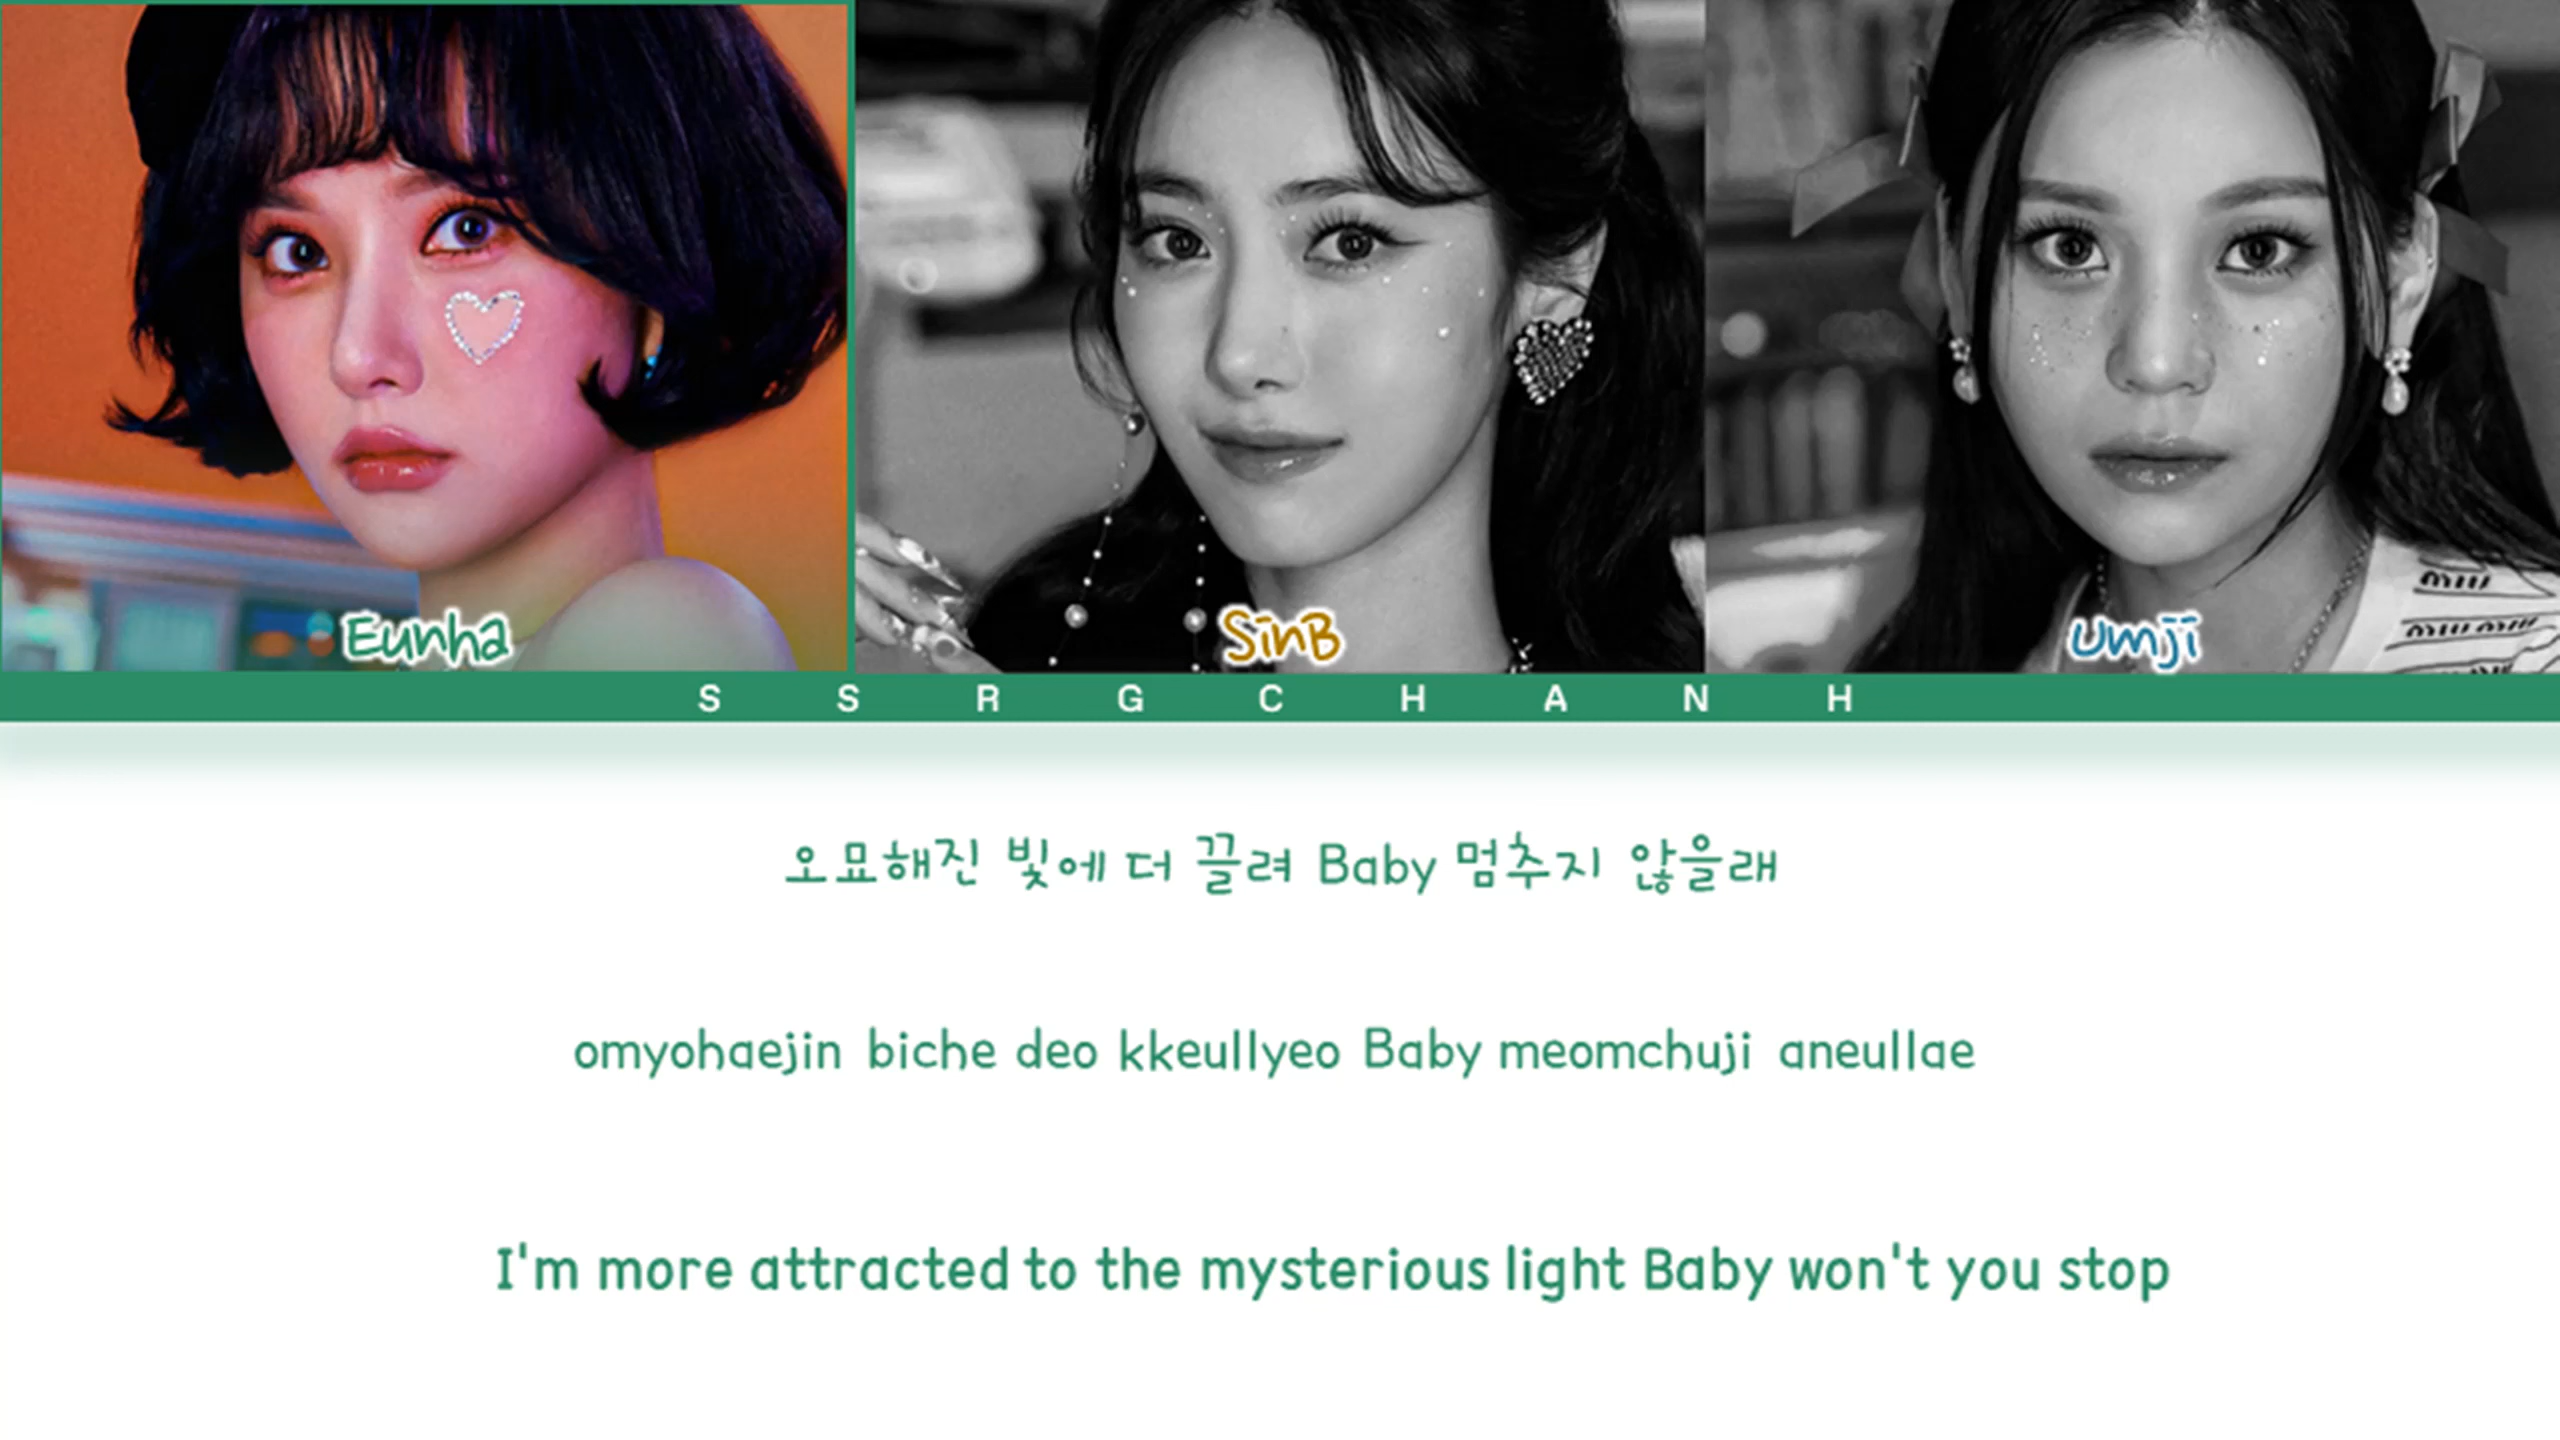 Eunha SinB Umji
S S R G C H A N H
오묘해진 빛에 더 끌려 Baby 멈추지 않을래
omyohaejin biche deo kkeullyeo Baby meomchuji aneullae
I'm more attracted to the mysterious light Baby won't you stop